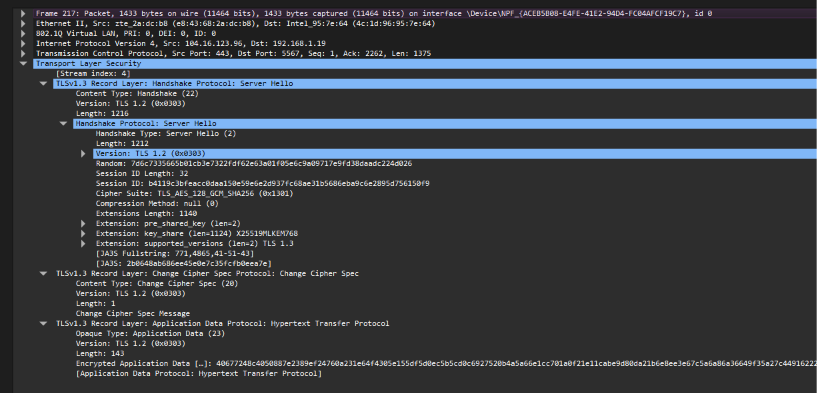 Frame 217: Packet, 1433 bytes on wire (11464 bits), 1433 bytes captured (11464 bits) on interface \Device\NPF_{ACEB5B08-E4FE-41E2-94D4-FC04AFCF19C7}, id 0
Ethernet II, Src: zte_2a:dc:b8 (e8:43:68:2a:dc:b8), Dst: Intel_95:7e:64 (4c:1d:96:95:7e:64)
802.1Q Virtual LAN, PRI: 0, DEI: 0, ID: 0
Internet Protocol Version 4, Src: 104.16.123.96, Dst: 192.168.1.19
Transmission Control Protocol, Src Port: 443, Dst Port: 5567, Seq: 1, Ack: 2262, Len: 1375
Transport Layer Security
[Stream index: 4]
TLSv1.3 Record Layer: Handshake Protocol: Server Hello
Content Type: Handshake (22)
Version: TLS 1.2 (0x0303)
Length: 1216
Handshake Protocol: Server Hello
Handshake Type: Server Hello (2)
Length: 1212
Version: TLS 1.2 (0x0303)
Random: 7d6c7335665b01cb3e7322fdf62e63a01f05e6c9a09717e9fd38daadc224d026
Session ID Length: 32
Session ID: b4119c3bfeacc0daa150e59e6e2d937fc68ae31b5686eba9c6e2895d756150f9
Cipher Suite: TLS_AES_128_GCM_SHA256 (0x1301)
Compression Method: null (0)
Extensions Length: 1140
Extension: pre_shared_key (len=2)
Extension: key_share (len=1124) X25519MLKEM768
Extension: supported_versions (len=2) TLS 1.3
[JA3S Fullstring: 771,4865,41-51-43]
[JA3S: 2b0648ab686ee45e0e7c35fcfb0eea7e]
TLSv1.3 Record Layer: Change Cipher Spec Protocol: Change Cipher Spec
Content Type: Change Cipher Spec (20)
Version: TLS 1.2 (0x0303)
Length: 1
Change Cipher Spec Message
TLSv1.3 Record Layer: Application Data Protocol: Hypertext Transfer Protocol
Opaque Type: Application Data (23)
Version: TLS 1.2 (0x0303)
Length: 143
Encrypted Application Data […]: 40677248c4050887e2389ef24760a231e64f4305e155df5d0ec5b5cd0c6927520b4a5a66e1cc701a0f21e11cabe9d80da21b6e8ee3e67c5a6a86a36649f35a27c44916222
[Application Data Protocol: Hypertext Transfer Protocol]